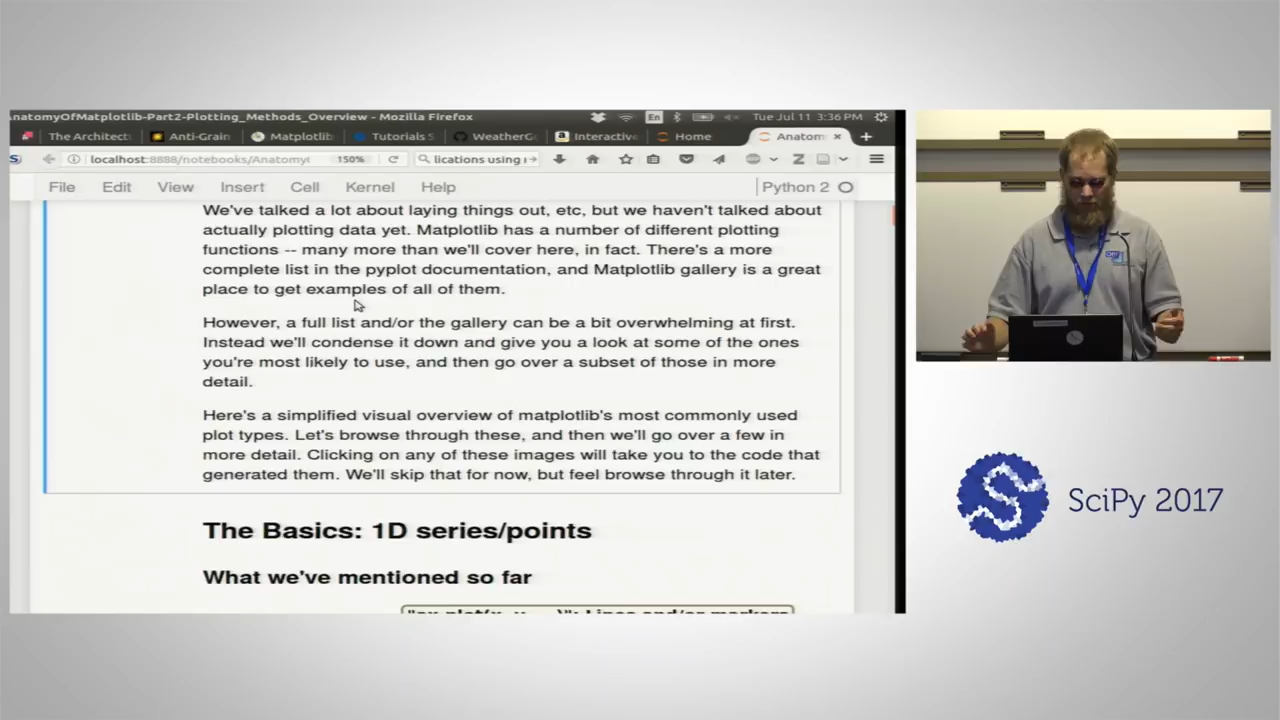 anatomyOfMatplotlib-Part2-Plotting_Methods_Overview - Mozilla Firefox
En
Tue Jul 11 3:36 PM
The Architect
Anti-Grain
Matplotlib
Tutorials
WeatherG
Interactive
Home
Anatom
localhost:8888/notebooks/Anatomy
150%
lications using
File Edit View Insert Cell Kernel Help
Python 2
We've talked a lot about laying things out, etc, but we haven't talked about
actually plotting data yet. Matplotlib has a number of different plotting
functions -- many more than we'll cover here, in fact. There's a more
complete list in the pyplot documentation, and Matplotlib gallery is a great
place to get examples of all of them.
However, a full list and/or the gallery can be a bit overwhelming at first.
Instead we'll condense it down and give you a look at some of the ones
you're most likely to use, and then go over a subset of those in more
detail.
Here's a simplified visual overview of matplotlib's most commonly used
plot types. Let's browse through these, and then we'll go over a few in
more detail. Clicking on any of these images will take you to the code that
generated them. We'll skip that for now, but feel browse through it later.
The Basics: 1D series/points
What we've mentioned so far
SciPy 2017